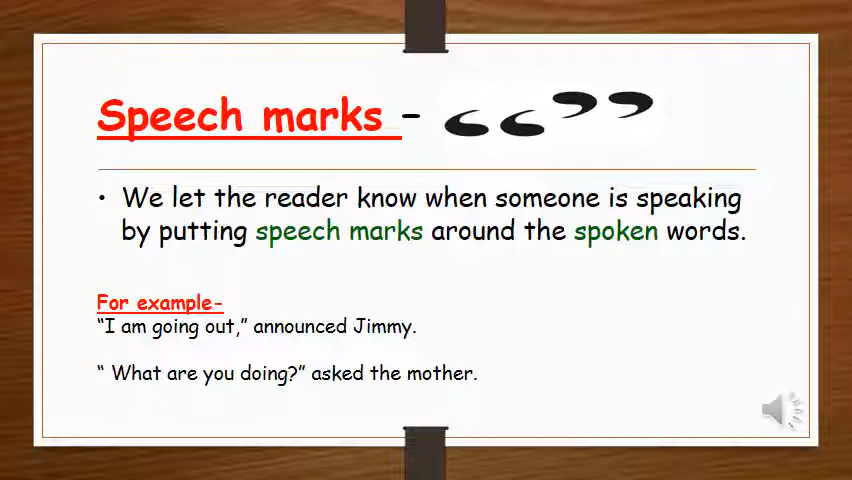 Speech marks - “ ”
• We let the reader know when someone is speaking
by putting speech marks around the spoken words.
For example-
“I am going out,” announced Jimmy.
“ What are you doing?” asked the mother.